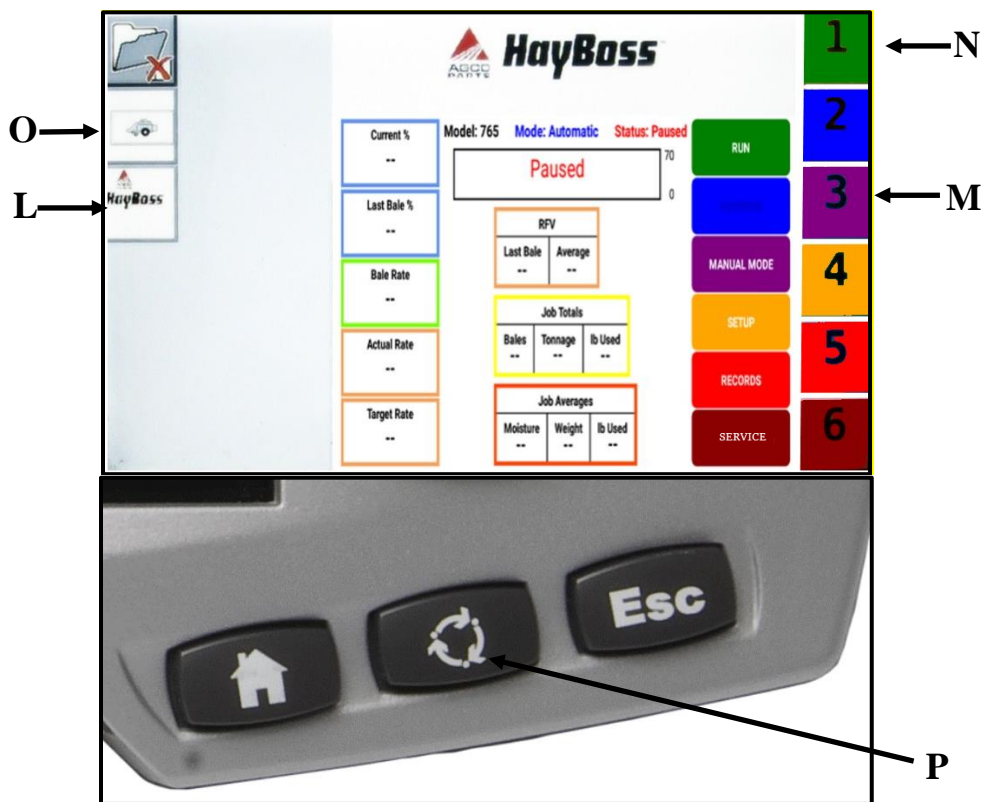 1
N
AGCO
PARTS
HayBoss
2
O
Current %
--
Model: 765 Mode: Automatic Status: Paused
Paused
70
0
RUN
3
M
L
AGCO
PARTS
HayBoss
Last Bale %
--
RFV
Last Bale
--
Average
--
MANUAL MODE
4
Bale Rate
--
Job Totals
Bales
--
Tonnage
--
lb Used
--
SETUP
5
Actual Rate
--
RECORDS
Job Averages
Moisture
--
Weight
--
lb Used
--
6
Target Rate
--
SERVICE
Esc
P